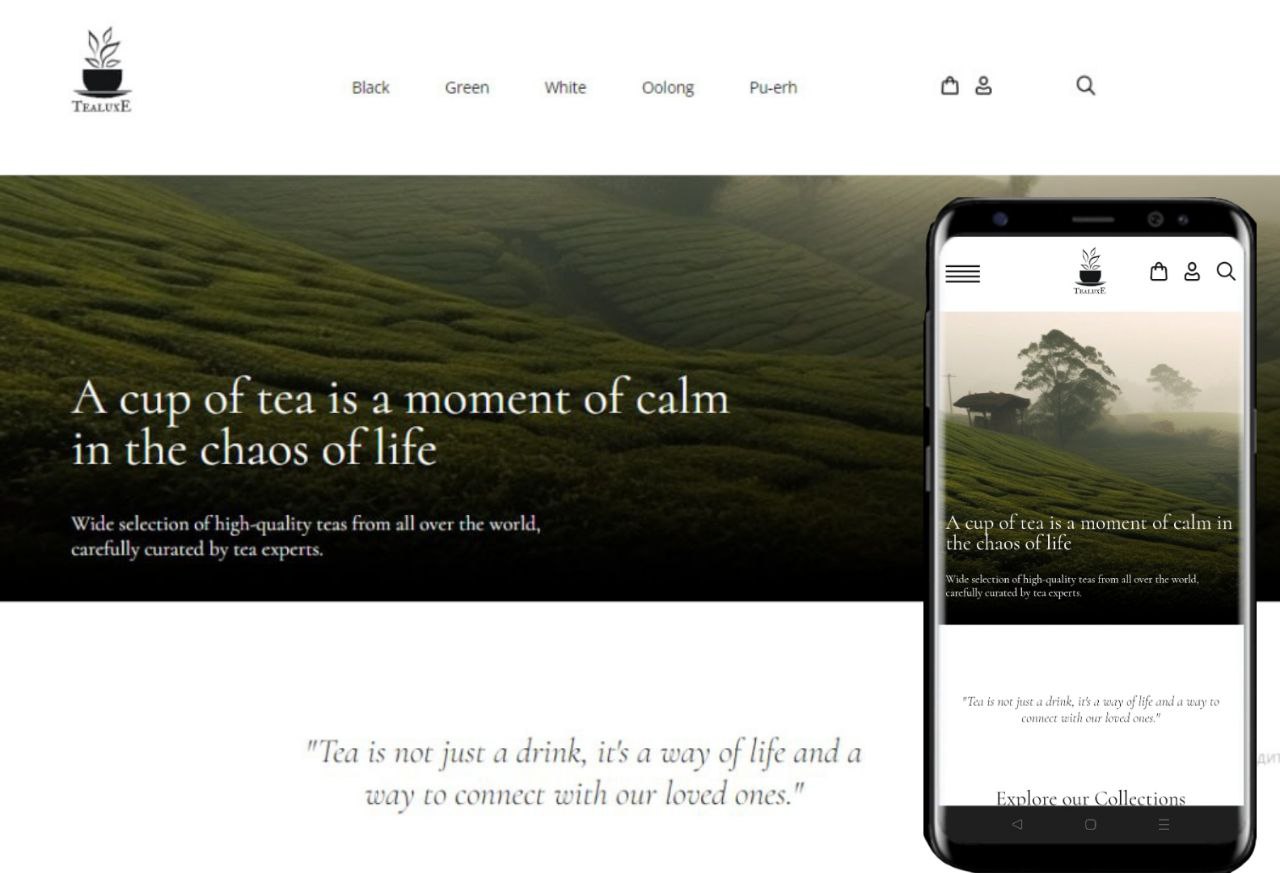 TEALUXE
Black Green White Oolong Pu-erh
A cup of tea is a moment of calm
in the chaos of life
Wide selection of high-quality teas from all over the world,
carefully curated by tea experts.
"Tea is not just a drink, it's a way of life and a
way to connect with our loved ones."
TEALUXE
A cup of tea is a moment of calm in
the chaos of life
Wide selection of high-quality teas from all over the world,
carefully curated by tea experts.
"Tea is not just a drink, it's a way of life and a way to
connect with our loved ones."
Explore our Collections